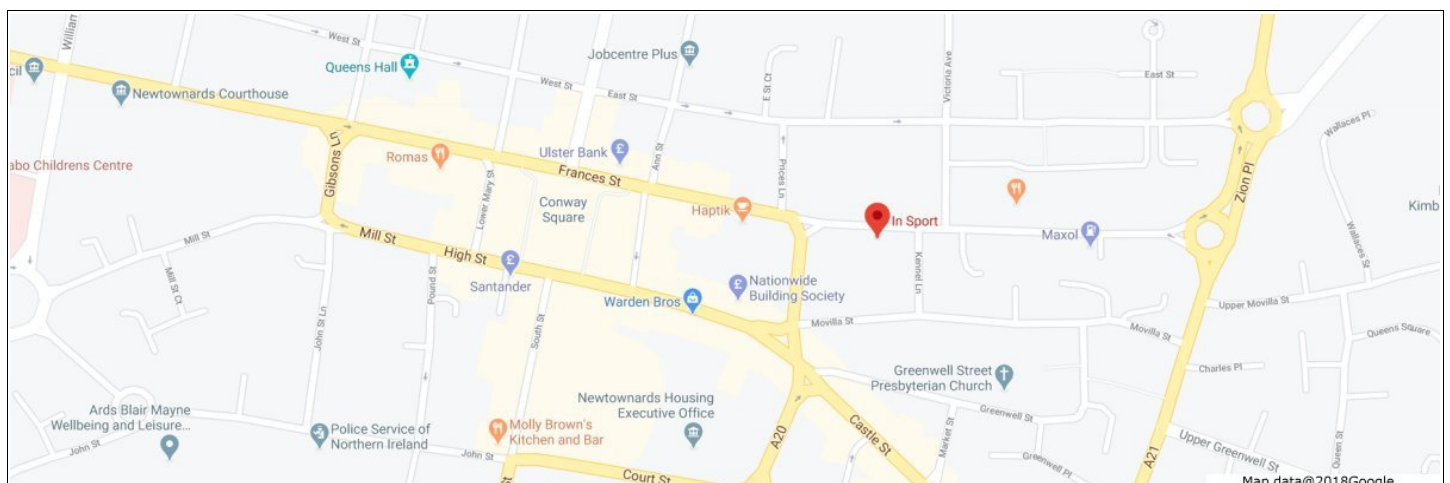 William
West St
Queens Hall
West St
East St
Jobcentre Plus
E St Ct
Victoria Ave
East St
cil
Newtownards Courthouse
Wallaces Pl
abo Childrens Centre
Gibsons Ln
Romas
Lower Mary St
Ulster Bank
Ann St
Frances St
Prices Ln
Zion Pl
Conway
Square
Haptik
In Sport
Maxol
Kimb
Wallaces St
Mill St
Mill St
High St
Mill St Ct
Pound St
Santander
Nationwide
Building Society
Kennel Ln
Warden Bros
Upper Movilla St
John St Ln
South St
Movilla St
Movilla St
Queens Square
Charles Pl
Greenwell Street
Presbyterian Church
Ards Blair Mayne
Wellbeing and Leisure...
Newtownards Housing
Executive Office
Molly Brown's
Kitchen and Bar
Police Service of
Northern Ireland
John St
John St
A20
Castle St
Market St
Greenwell St
Greenwell Pl
A21
Upper Greenwell St
Queen St
Court St
Map data@2018Google